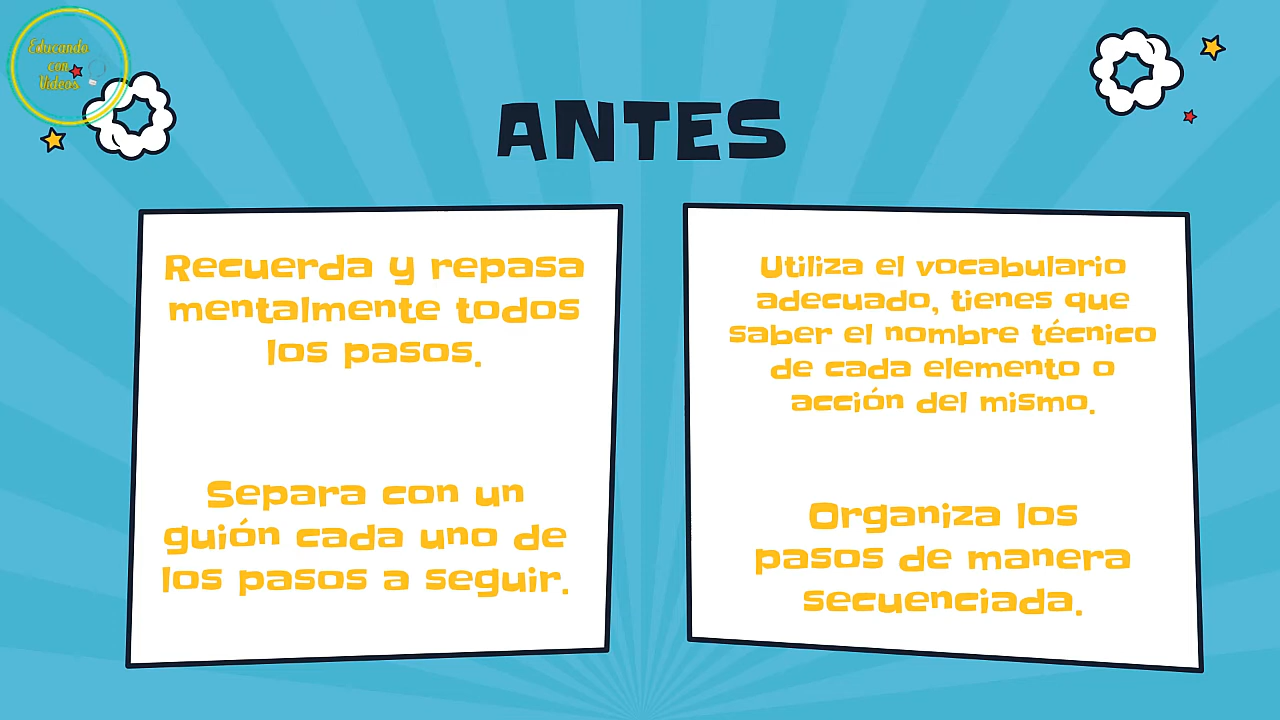 Educando
con
Videos
ANTES
Recuerda y repasa
mentalmente todos
los pasos.
Separa con un
guión cada uno de
los pasos a seguir.
Utiliza el vocabulario
adecuado, tienes que
saber el nombre técnico
de cada elemento o
acción del mismo.
Organiza los
pasos de manera
secuenciada.